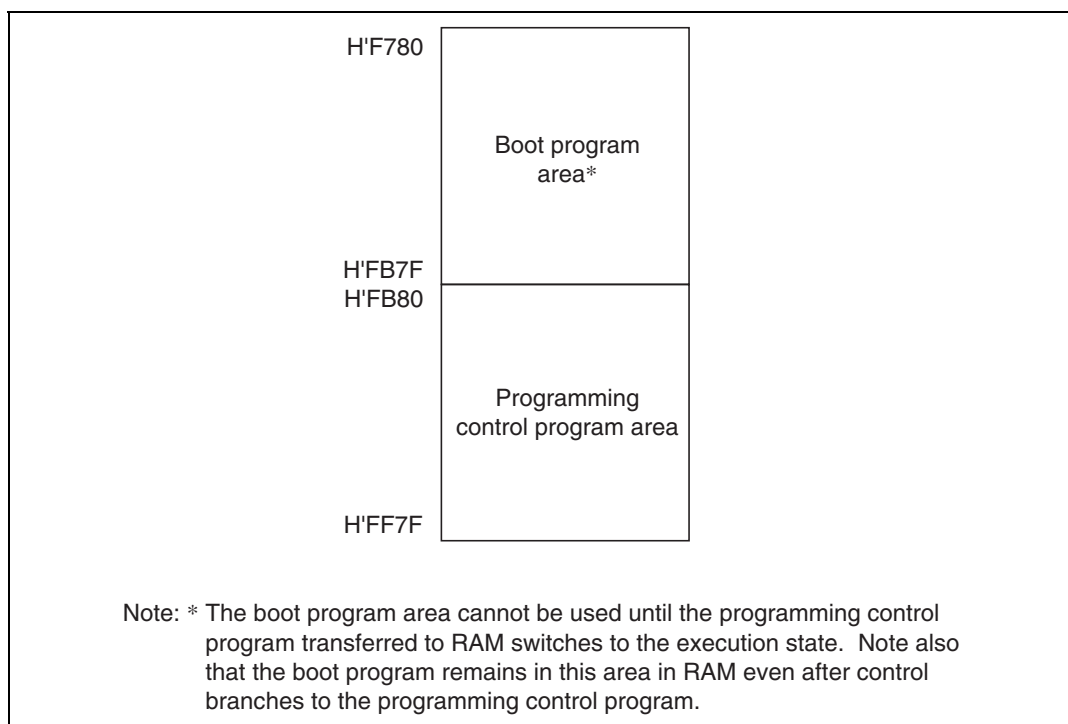 H'F780
Boot program
area*
H'FB7F
H'FB80
Programming
control program area
H'FF7F
Note: * The boot program area cannot be used until the programming control
program transferred to RAM switches to the execution state.  Note also
that the boot program remains in this area in RAM even after control
branches to the programming control program.